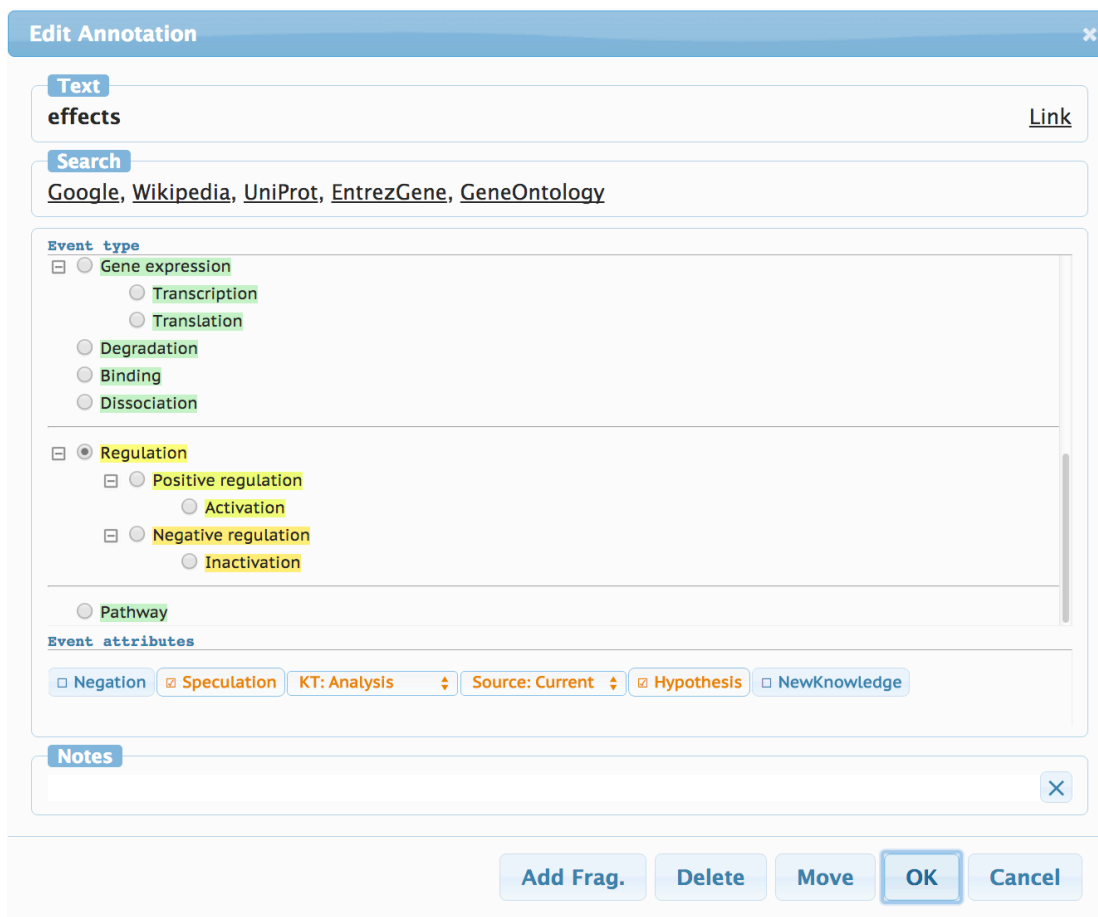 Edit Annotation
Text
effects Link
Search
Google, Wikipedia, UniProt, EntrezGene, GeneOntology
Event type
Gene expression
Transcription
Translation
Degradation
Binding
Dissociation
Regulation
Positive regulation
Activation
Negative regulation
Inactivation
Pathway
Event attributes
Negation Speculation KT: Analysis Source: Current Hypothesis NewKnowledge
Notes
Add Frag. Delete Move OK Cancel